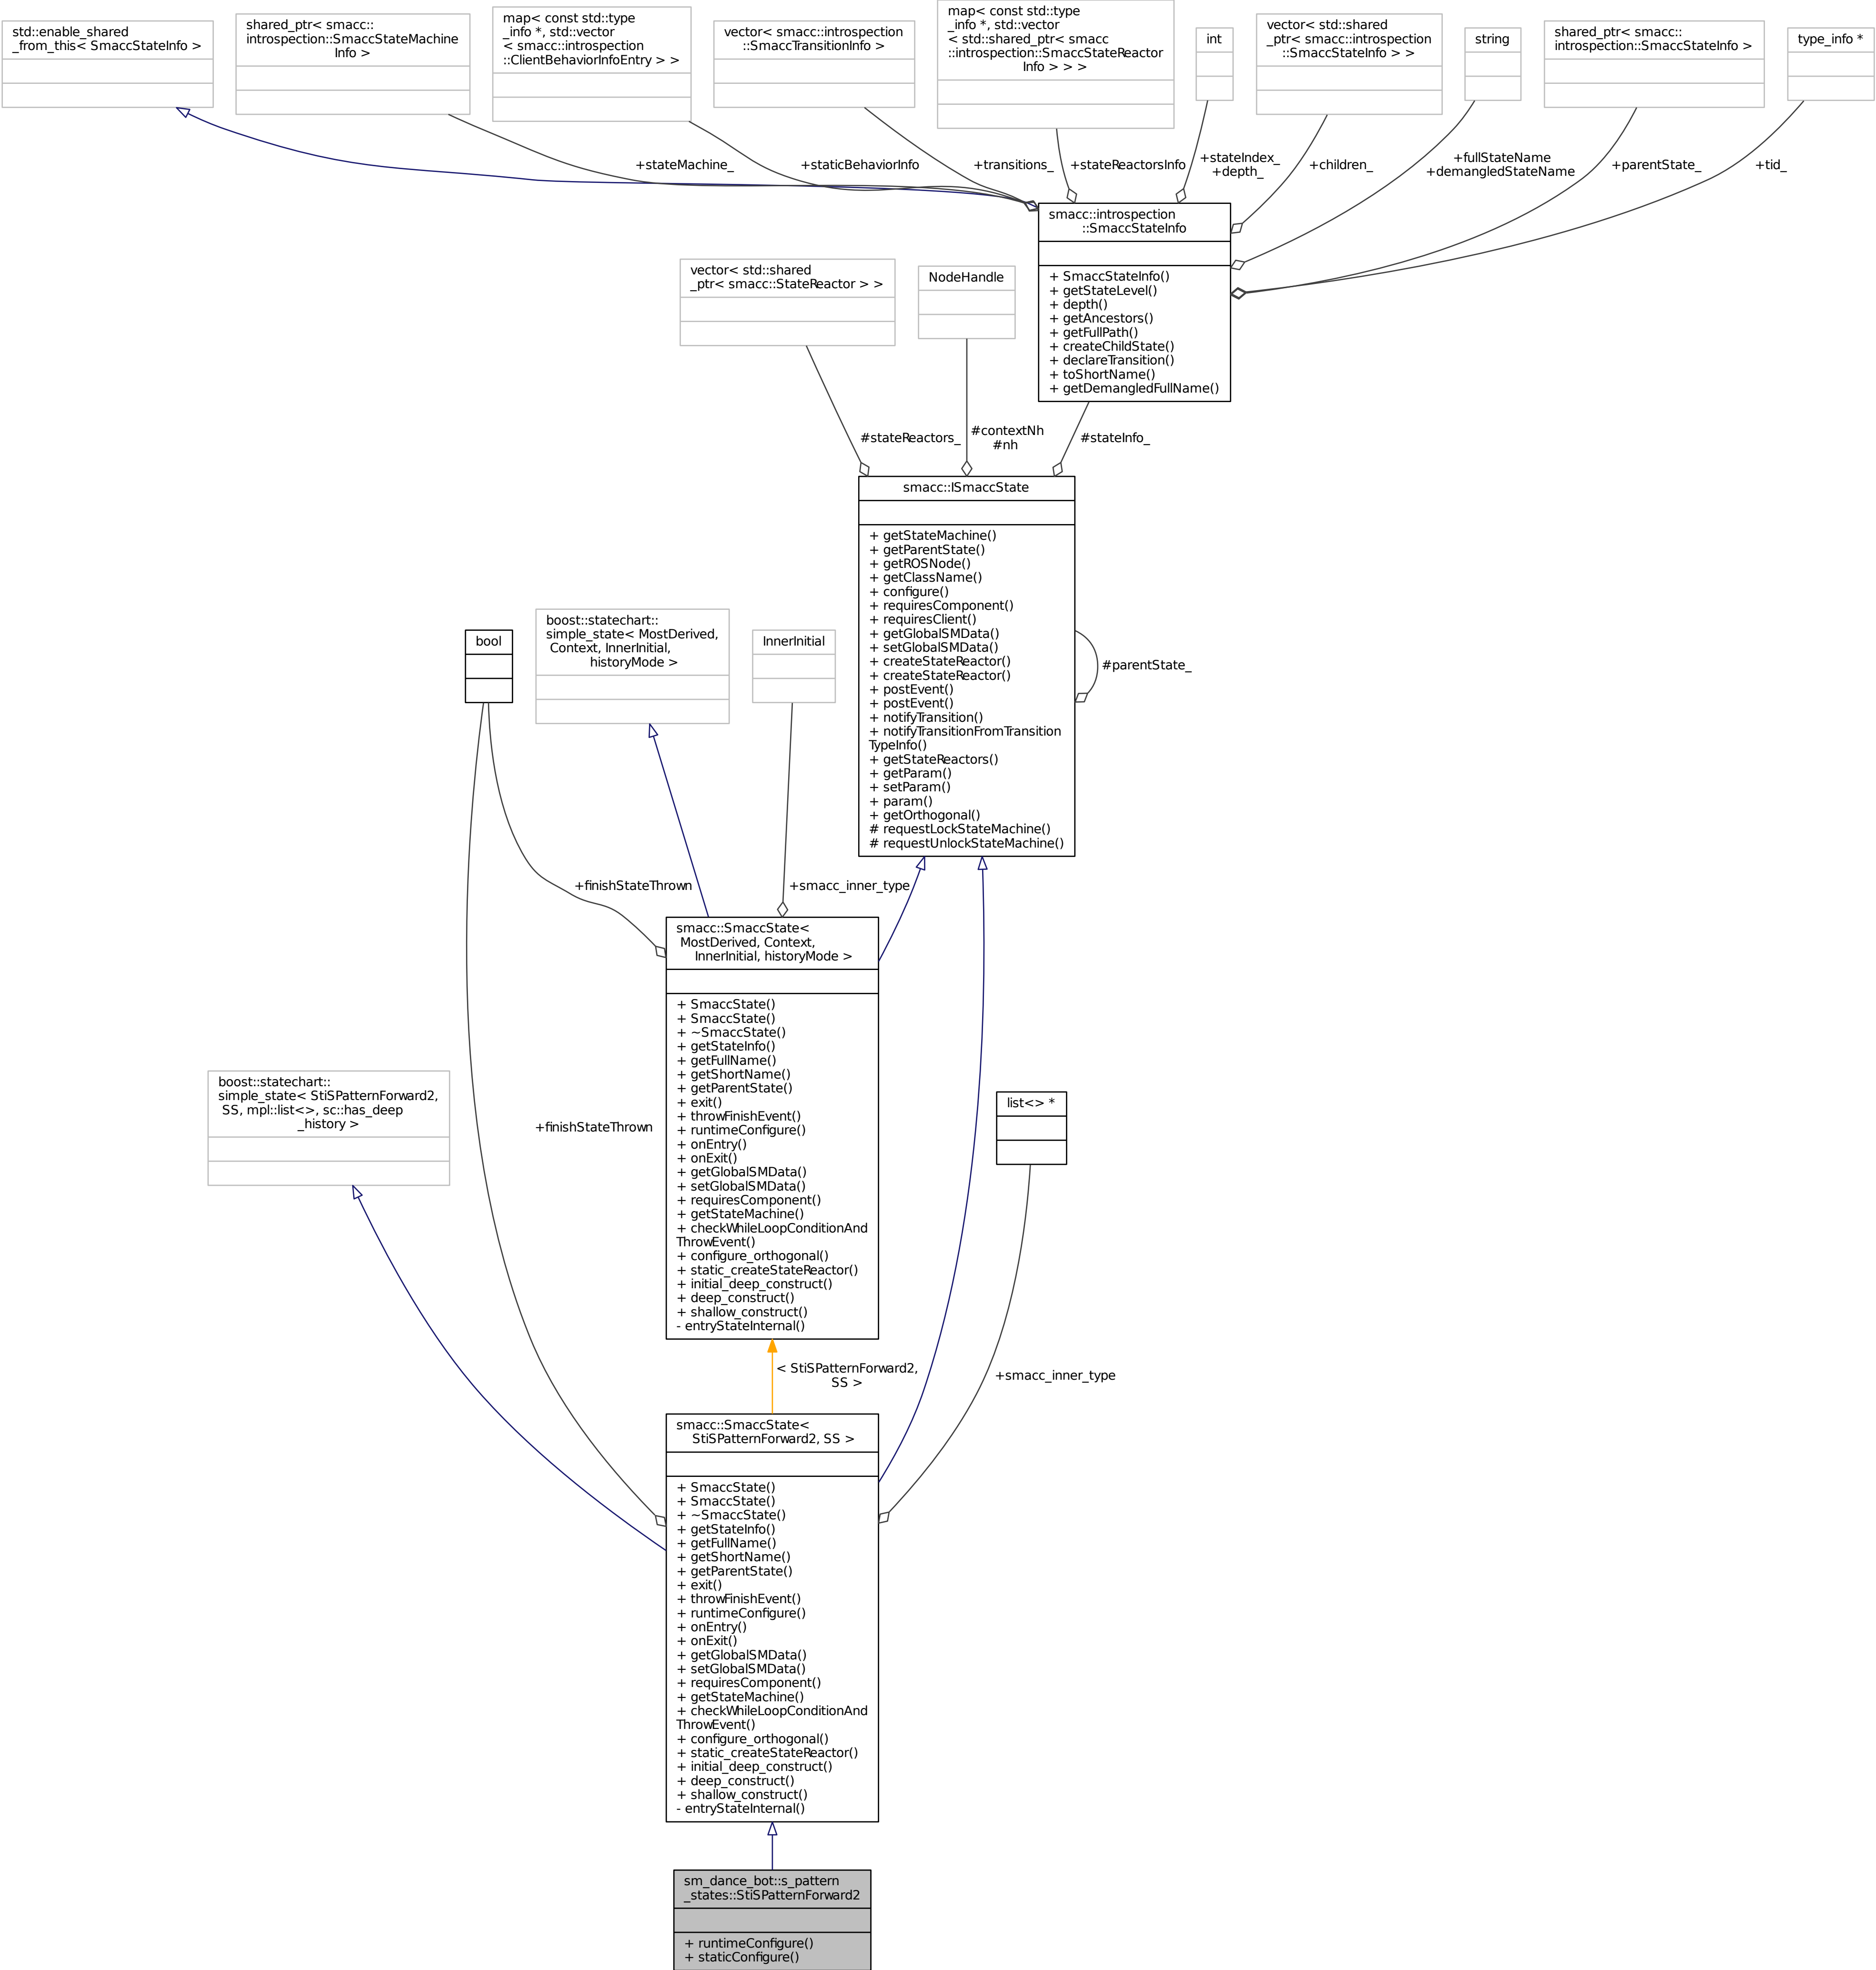 std::enable_shared
_from_this< SmaccStateInfo >
shared_ptr< smacc::
introspection::SmaccStateMachine
Info >
map< const std::type
_info *, std::vector
< smacc::introspection
::ClientBehaviorInfoEntry > >
vector< smacc::introspection
::SmaccTransitionInfo >
map< const std::type
_info *, std::vector
< std::shared_ptr< smacc
::introspection::SmaccStateReactor
Info > > >
int
vector< std::shared
_ptr< smacc::introspection
::SmaccStateInfo > >
string
shared_ptr< smacc::
introspection::SmaccStateInfo >
type_info *
+stateMachine_
+staticBehaviorInfo
+transitions_
+stateReactorsInfo
+stateIndex_
+depth_
+children_
+fullStateName
+demangledStateName
+parentState_
+tid_
smacc::introspection
::SmaccStateInfo
+ SmaccStateInfo()
+ getStateLevel()
+ depth()
+ getAncestors()
+ getFullPath()
+ createChildState()
+ declareTransition()
+ toShortName()
+ getDemangledFullName()
vector< std::shared
_ptr< smacc::StateReactor > >
NodeHandle
#stateReactors_
#contextNh
#nh
#stateInfo_
smacc::ISmaccState
+ getStateMachine()
+ getParentState()
+ getROSNode()
+ getClassName()
+ configure()
+ requiresComponent()
+ requiresClient()
+ getGlobalSMData()
+ setGlobalSMData()
+ createStateReactor()
+ createStateReactor()
+ postEvent()
+ postEvent()
+ notifyTransition()
+ notifyTransitionFromTransition
TypeInfo()
+ getStateReactors()
+ getParam()
+ setParam()
+ param()
+ getOrthogonal()
# requestLockStateMachine()
# requestUnlockStateMachine()
#parentState_
bool
boost::statechart::
simple_state< MostDerived,
Context, InnerInitial,
historyMode >
InnerInitial
+finishStateThrown
+smacc_inner_type
smacc::SmaccState<
MostDerived, Context,
InnerInitial, historyMode >
+ SmaccState()
+ SmaccState()
+ ~SmaccState()
+ getStateInfo()
+ getFullName()
+ getShortName()
+ getParentState()
+ exit()
+ throwFinishEvent()
+ runtimeConfigure()
+ onEntry()
+ onExit()
+ getGlobalSMData()
+ setGlobalSMData()
+ requiresComponent()
+ getStateMachine()
+ checkWhileLoopConditionAnd
ThrowEvent()
+ configure_orthogonal()
+ static_createStateReactor()
+ initial_deep_construct()
+ deep_construct()
+ shallow_construct()
- entryStateInternal()
boost::statechart::
simple_state< StiSPatternForward2,
SS, mpl::list<>, sc::has_deep
_history >
+finishStateThrown
list<> *
< StiSPatternForward2,
SS >
+smacc_inner_type
smacc::SmaccState<
StiSPatternForward2, SS >
+ SmaccState()
+ SmaccState()
+ ~SmaccState()
+ getStateInfo()
+ getFullName()
+ getShortName()
+ getParentState()
+ exit()
+ throwFinishEvent()
+ runtimeConfigure()
+ onEntry()
+ onExit()
+ getGlobalSMData()
+ setGlobalSMData()
+ requiresComponent()
+ getStateMachine()
+ checkWhileLoopConditionAnd
ThrowEvent()
+ configure_orthogonal()
+ static_createStateReactor()
+ initial_deep_construct()
+ deep_construct()
+ shallow_construct()
- entryStateInternal()
sm_dance_bot::s_pattern
_states::StiSPatternForward2
+ runtimeConfigure()
+ staticConfigure()